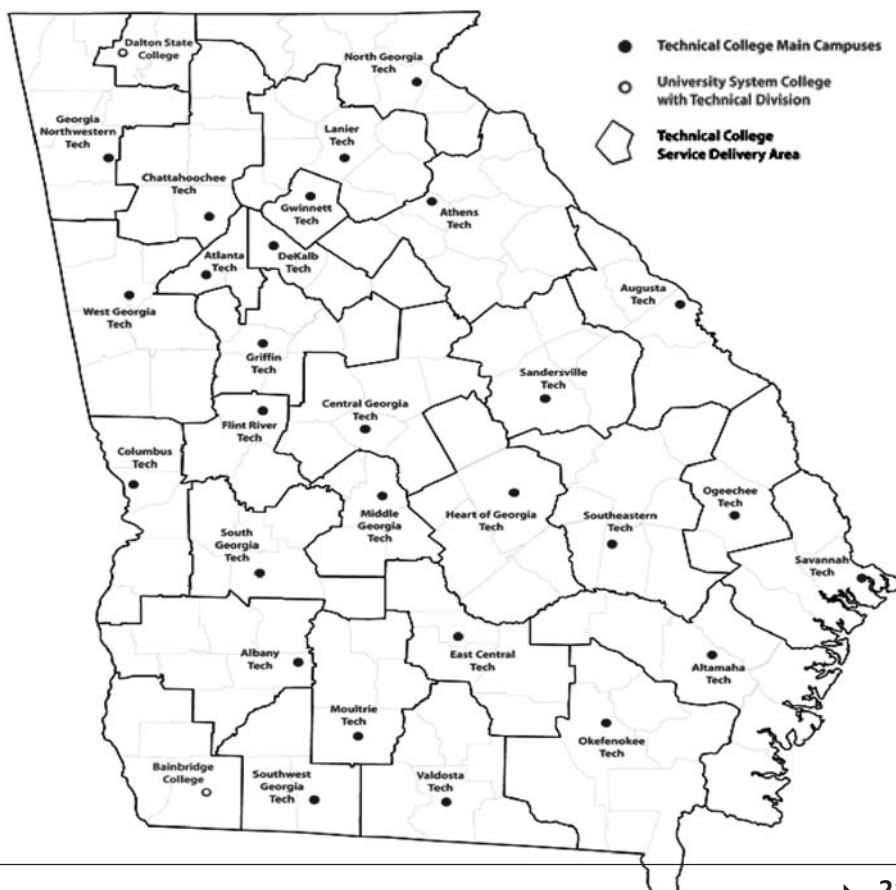 Dalton State
College
North Georgia
Tech
Technical College Main Campuses
University System College
with Technical Division
Technical College
Service Delivery Area
Georgia
Northwestern
Tech
Lanier
Tech
Chattahoochee
Tech
Gwinnett
Tech
Athens
Tech
Atlanta
Tech
DeKalb
Tech
Augusta
Tech
West Georgia
Tech
Griffin
Tech
Sandersville
Tech
Central Georgia
Tech
Flint River
Tech
Columbus
Tech
Middle
Georgia
Tech
Heart of Georgia
Tech
Southeastern
Tech
Ogeechee
Tech
South
Georgia
Tech
Savannah
Tech
Albany
Tech
East Central
Tech
Altamaha
Tech
Moultrie
Tech
Okefenokee
Tech
Bainbridge
College
Southwest
Georgia
Tech
Valdosta
Tech
2